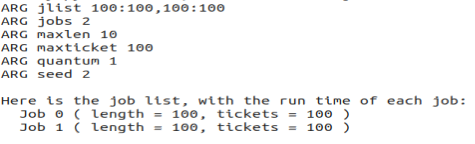 ARG jlist 100:100,100:100
ARG jobs 2
ARG maxlen 10
ARG maxticket 100
ARG quantum 1
ARG seed 2

Here is the job list, with the run time of each job:
  Job 0 ( length = 100, tickets = 100 )
  Job 1 ( length = 100, tickets = 100 )